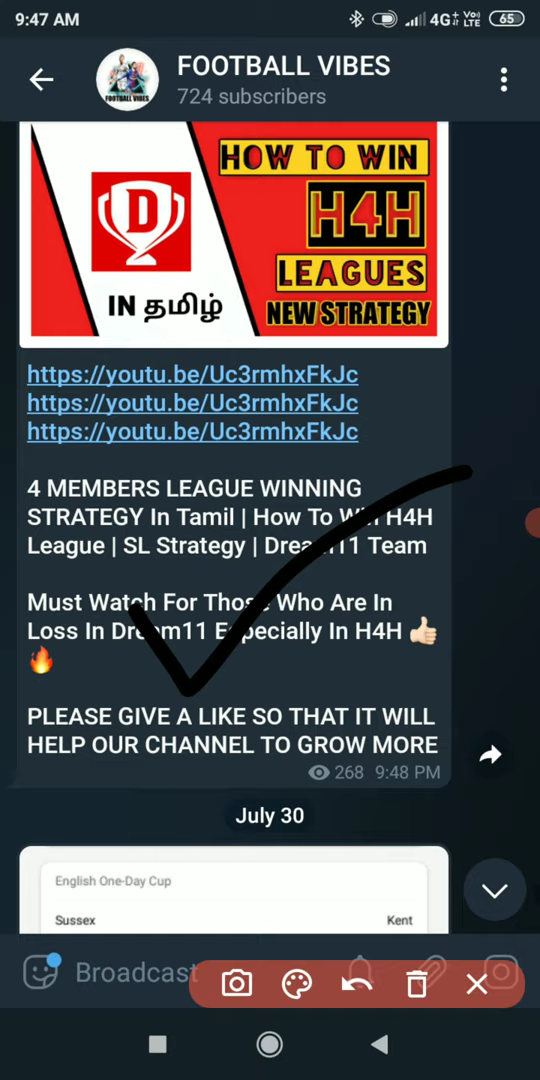 9:47 AM
4G+ Vo) LTE 65
FOOTBALL VIBES
724 subscribers
FOOTBALL VIBES
HOW TO WIN
H4H
LEAGUES
NEW STRATEGY
D
IN தமிழ்
https://youtu.be/Uc3rmhxFkJc
https://youtu.be/Uc3rmhxFkJc
https://youtu.be/Uc3rmhxFkJc
4 MEMBERS LEAGUE WINNING
STRATEGY In Tamil | How To Win H4H
League | SL Strategy | Dream11 Team
Must Watch For Those Who Are In
Loss In Dream11 Especially In H4H 👍🏻
🔥
PLEASE GIVE A LIKE SO THAT IT WILL
HELP OUR CHANNEL TO GROW MORE
268 9:48 PM
July 30
English One-Day Cup
Sussex Kent
Broadcast